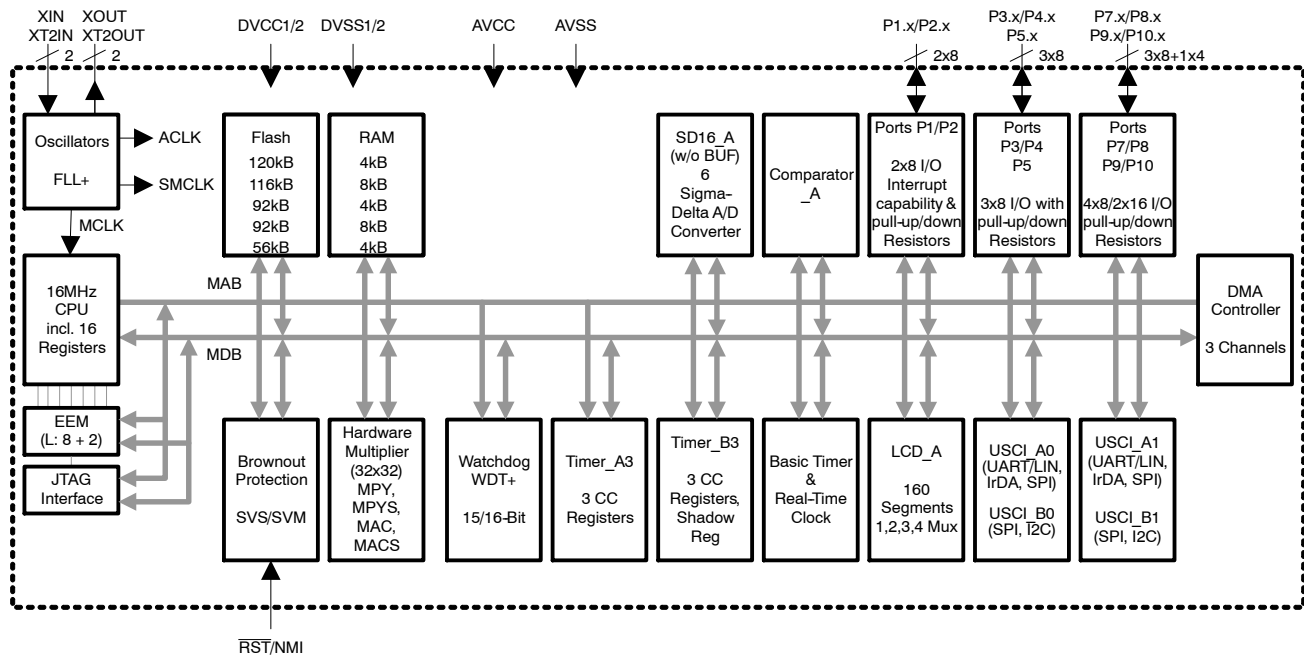 XIN
XT2IN
2
XOUT
XT2OUT
2
DVCC1/2
DVSS1/2
AVCC
AVSS
P1.x/P2.x
2x8
P3.x/P4.x
P5.x
3x8
P7.x/P8.x
P9.x/P10.x
3x8+1x4
Oscillators
FLL+
ACLK
SMCLK
MCLK
Flash
120kB
116kB
92kB
92kB
56kB
RAM
4kB
8kB
4kB
8kB
4kB
SD16_A
(w/o BUF)
6
Sigma-
Delta A/D
Converter
Comparator
_A
Ports P1/P2
2x8 I/O
Interrupt
capability &
pull-up/down
Resistors
Ports
P3/P4
P5
3x8 I/O with
pull-up/down
Resistors
Ports
P7/P8
P9/P10
4x8/2x16 I/O
pull-up/down
Resistors
16MHz
CPU
incl. 16
Registers
MAB
MDB
DMA
Controller
3 Channels
EEM
(L: 8 + 2)
JTAG
Interface
Brownout
Protection
SVS/SVM
Hardware
Multiplier
(32x32)
MPY,
MPYS,
MAC,
MACS
Watchdog
WDT+
15/16-Bit
Timer_A3
3 CC
Registers
Timer_B3
3 CC
Registers,
Shadow
Reg
Basic Timer
&
Real-Time
Clock
LCD_A
160
Segments
1,2,3,4 Mux
USCI_A0
(UART/LIN,
IrDA, SPI)
USCI_B0
(SPI, I2C)
USCI_A1
(UART/LIN,
IrDA, SPI)
USCI_B1
(SPI, I2C)
RST/NMI